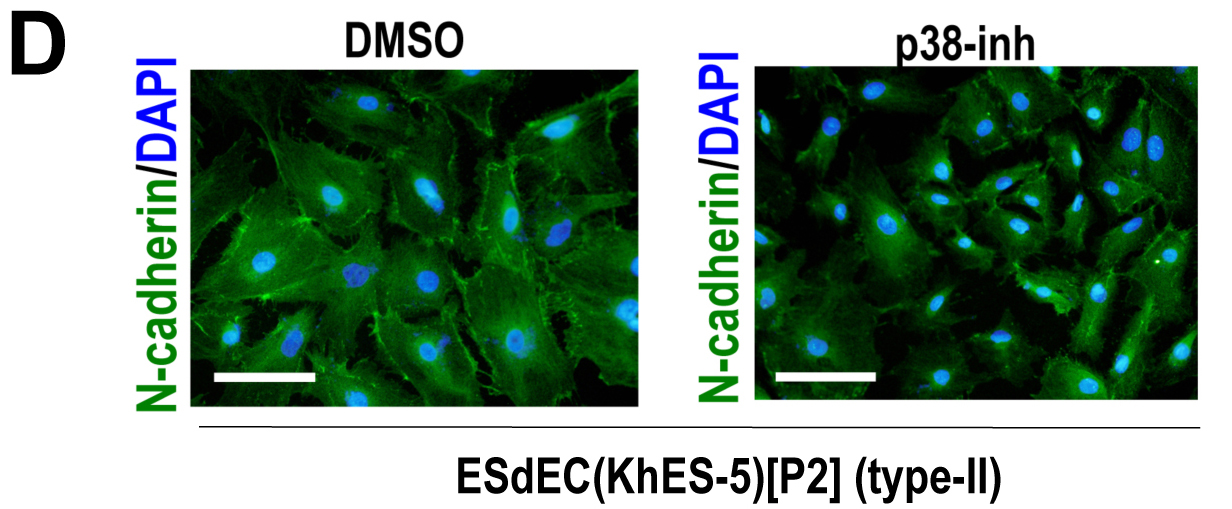 D
DMSO
p38-inh
N-cadherin/DAPI
N-cadherin/DAPI
ESdEC(KhES-5)[P2] (type-II)